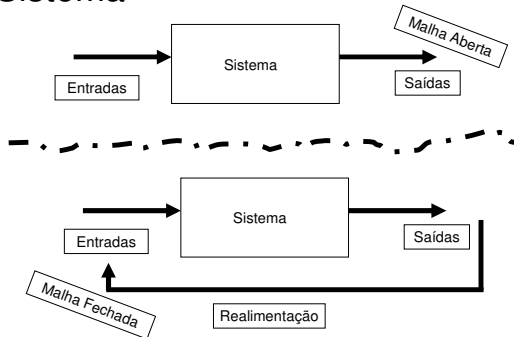 Sistema
Malha Aberta
Sistema
Entradas
Saídas
Sistema
Entradas
Saídas
Malha Fechada
Realimentação